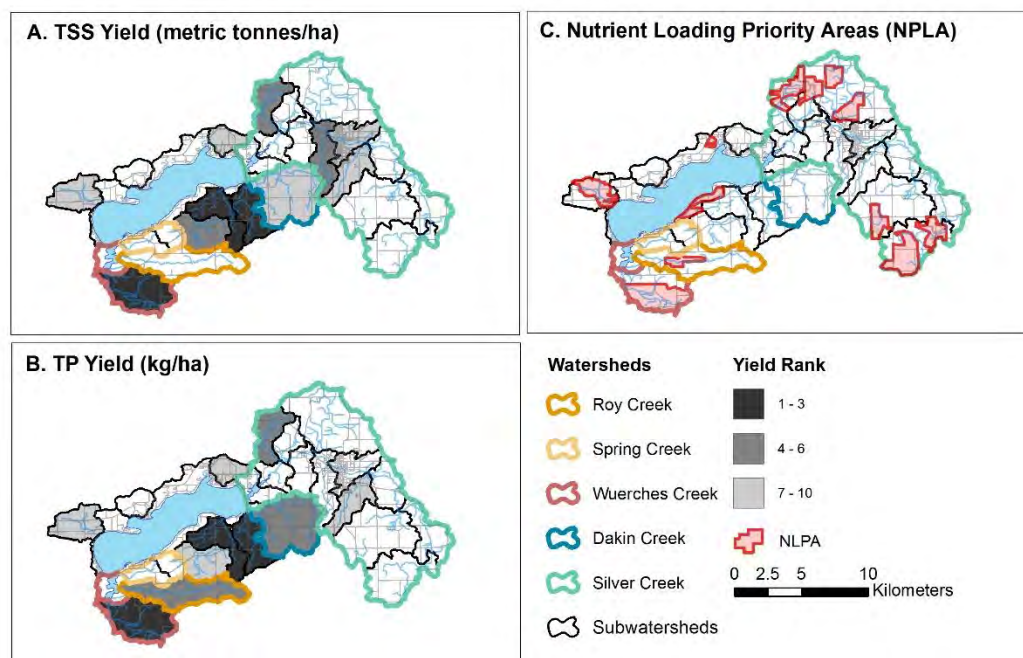 A. TSS Yield (metric tonnes/ha)
C. Nutrient Loading Priority Areas (NPLA)
B. TP Yield (kg/ha)
Watersheds
Roy Creek
Spring Creek
Wuerches Creek
Dakin Creek
Silver Creek
Subwatersheds
Yield Rank
1 - 3
4 - 6
7 - 10
NLPA
0 2.5 5 10
Kilometers